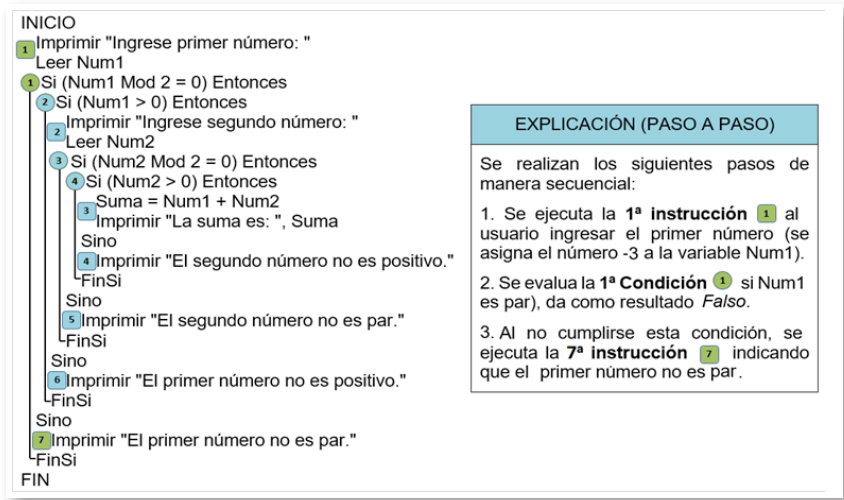 INICIO
1 Imprimir "Ingrese primer número: "
Leer Num1
1 Si (Num1 Mod 2 = 0) Entonces
2 Si (Num1 > 0) Entonces
2 Imprimir "Ingrese segundo número: "
Leer Num2
3 Si (Num2 Mod 2 = 0) Entonces
4 Si (Num2 > 0) Entonces
3 Suma = Num1 + Num2
Imprimir "La suma es: ", Suma
Sino
4 Imprimir "El segundo número no es positivo."
FinSi
Sino
5 Imprimir "El segundo número no es par."
FinSi
Sino
6 Imprimir "El primer número no es positivo."
FinSi
Sino
7 Imprimir "El primer número no es par."
FinSi
FIN
EXPLICACIÓN (PASO A PASO)
Se realizan los siguientes pasos de
manera secuencial:
1. Se ejecuta la 1ª instrucción 1 al
usuario ingresar el primer número (se
asigna el número -3 a la variable Num1).
2. Se evalua la 1ª Condición 1 si Num1
es par), da como resultado Falso.
3. Al no cumplirse esta condición, se
ejecuta la 7ª instrucción 7 indicando
que el primer número no es par.